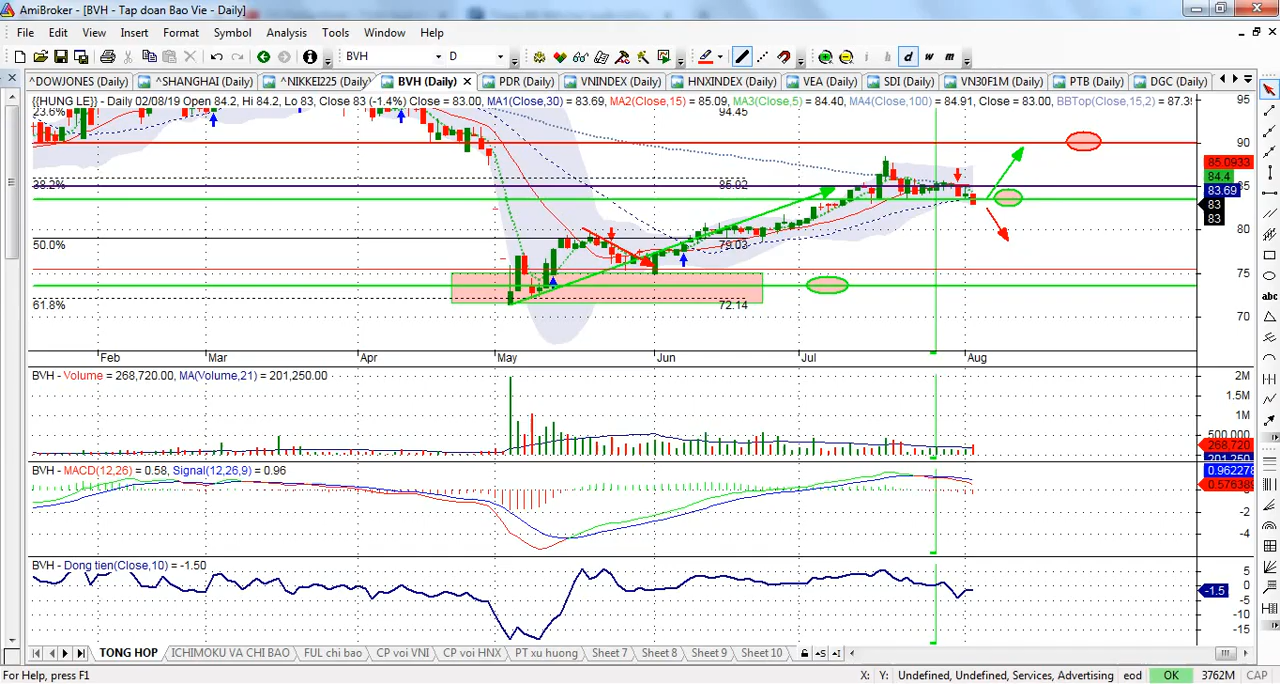 AmiBroker - [BVH - Tap doan Bao Vie - Daily]
File Edit View Insert Format Symbol Analysis Tools Window Help
BVH D i h d w m
^DOWJONES (Daily) ^SHANGHAI (Daily) ^NIKKEI225 (Daily) BVH (Daily) PDR (Daily) VNINDEX (Daily) HNXINDEX (Daily) VEA (Daily) SDI (Daily) VN30F1M (Daily) PTB (Daily) DGC (Daily)
{{HUNG LE}} - Daily 02/08/19 Open 84.2, Hi 84.2, Lo 83, Close 83 (-1.4%) Close = 83.00, MA1(Close,30) = 83.69, MA2(Close,15) = 85.09, MA3(Close,5) = 84.40, MA4(Close,100) = 84.91, Close = 83.00, BBTop(Close,15,2) = 87.3
95
23.6% 94.45
90
85.0933
84.4
38.2% 85.02 85
83.69
83
83
80
50.0% 79.03
75
61.8% 72.14
70
Feb Mar Apr May Jun Jul Aug
BVH - Volume = 268,720.00, MA(Volume,21) = 201,250.00
2M
1.5M
1M
500,000
268,720
201,250
BVH - MACD(12,26) = 0.58, Signal(12,26,9) = 0.96
0.962278
0.576389
-2
-4
BVH - Dong tien(Close,10) = -1.50
5
0
-1.5
-5
-10
-15
TONG HOP ICHIMOKU VA CHI BAO FUL chi bao CP voi VNI CP voi HNX PT xu huong Sheet 7 Sheet 8 Sheet 9 Sheet 10
For Help, press F1 X: Y: Undefined, Undefined, Services, Advertising eod OK 3762M CAP
abc